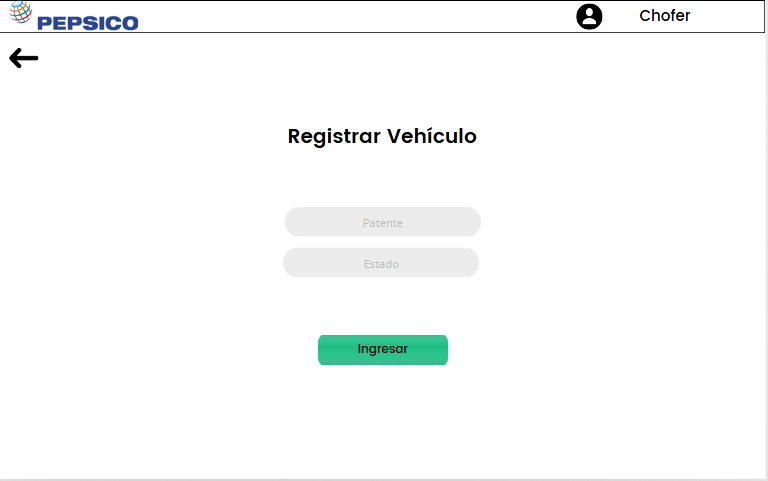 PEPSICO
Chofer
Registrar Vehículo
Patente
Estado
Ingresar